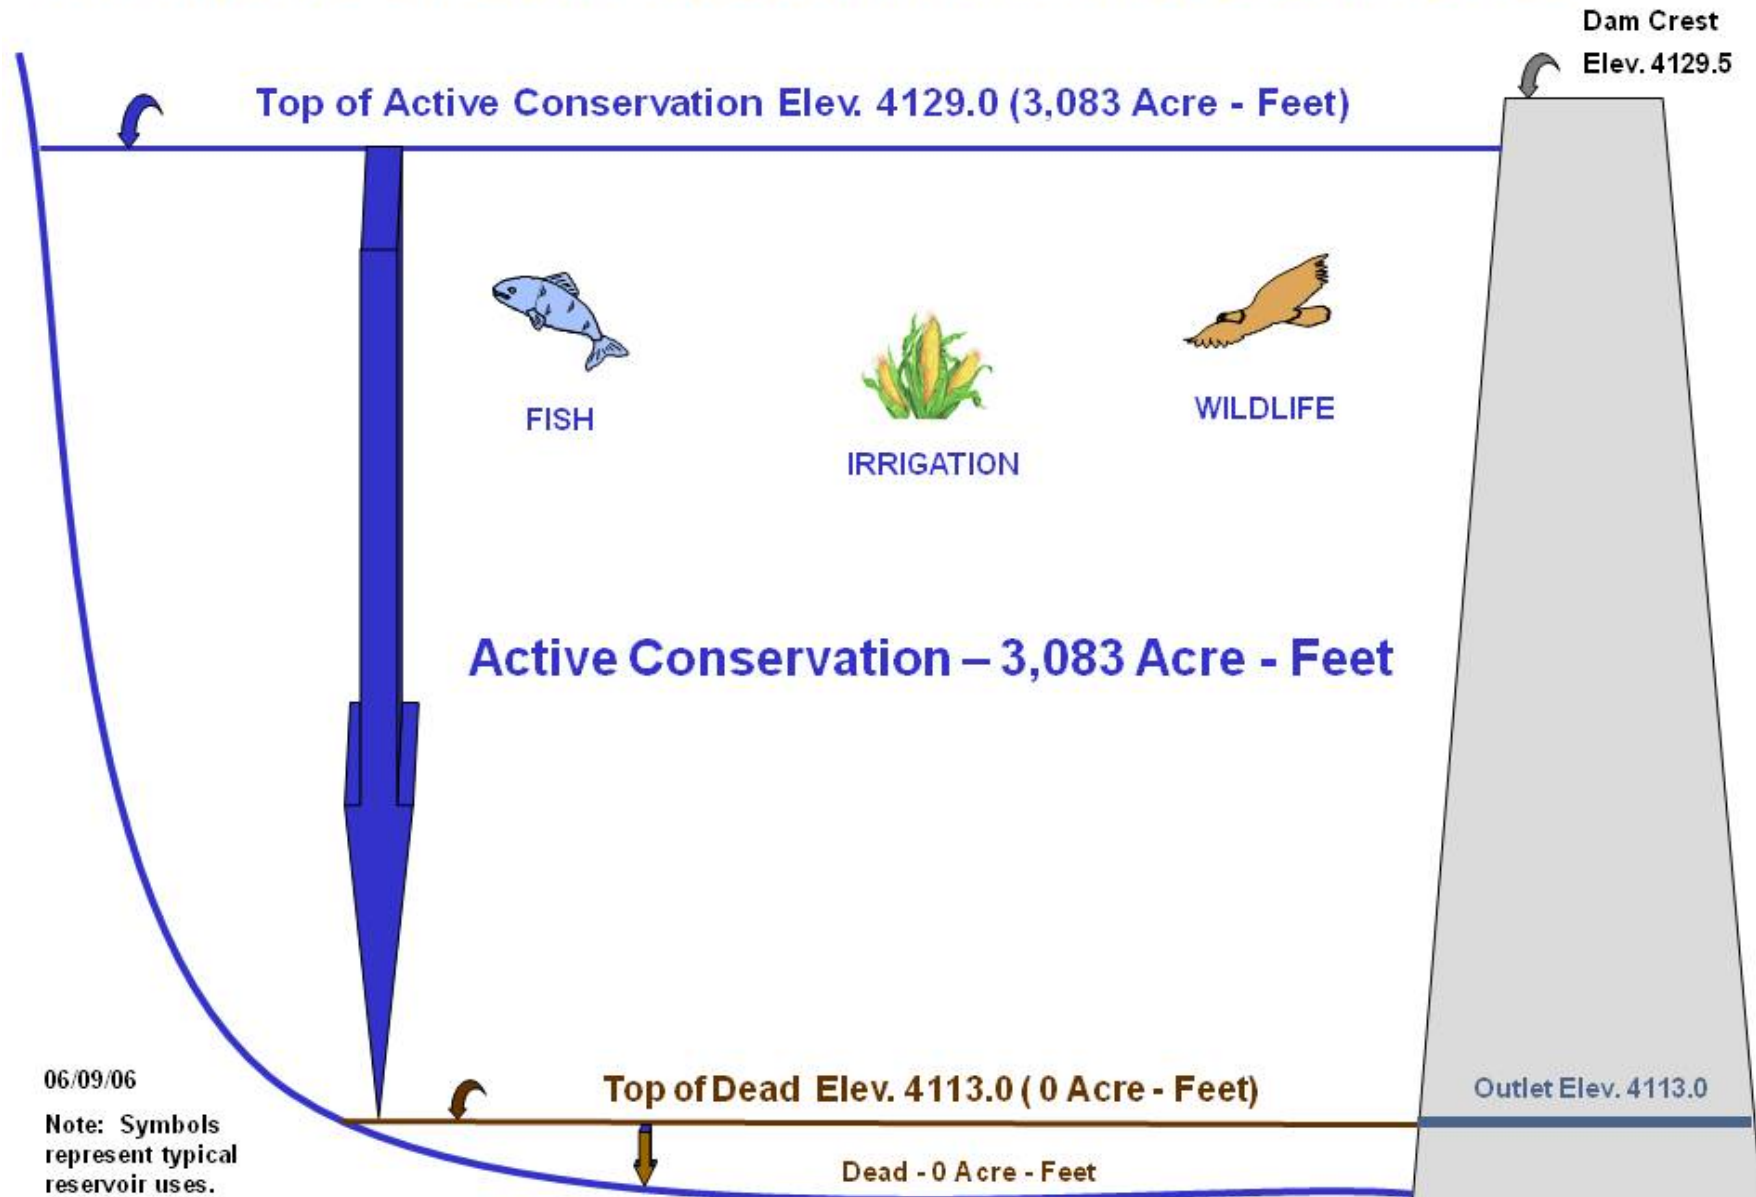 Dam Crest
Elev. 4129.5
Top of Active Conservation Elev. 4129.0 (3,083 Acre - Feet)
FISH
IRRIGATION
WILDLIFE
Active Conservation – 3,083 Acre - Feet
06/09/06
Note: Symbols
represent typical
reservoir uses.
Top of Dead Elev. 4113.0 ( 0 Acre - Feet)
Outlet Elev. 4113.0
Dead - 0 Acre - Feet